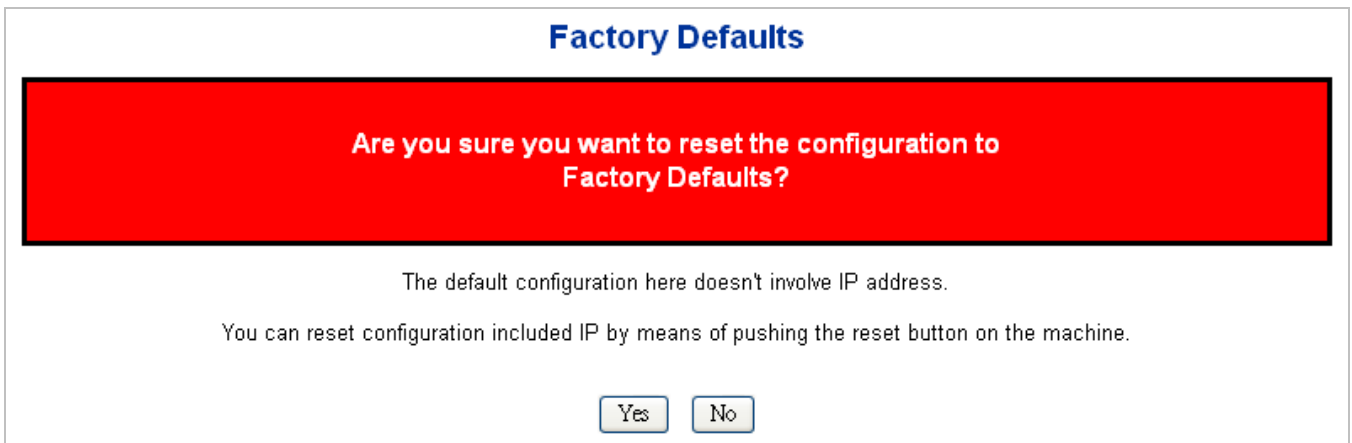 Factory Defaults
Are you sure you want to reset the configuration to
Factory Defaults?
The default configuration here doesn't involve IP address.
You can reset configuration included IP by means of pushing the reset button on the machine.
Yes No